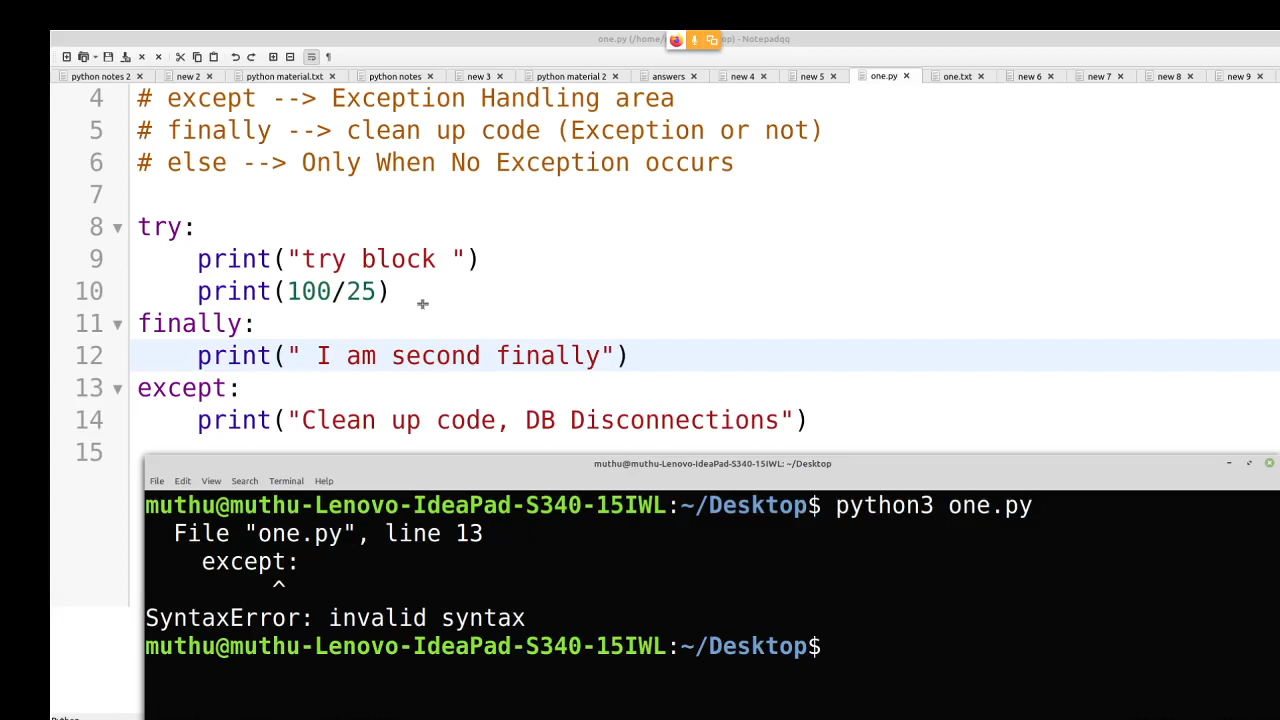 one.py (/home/ op) - Notepadqq
python notes 2 new 2 python material.txt python notes new 3 python material 2 answers new 4 new 5 one.py one.txt new 6 new 7 new 8 new 9
4 # except --> Exception Handling area
5 # finally --> clean up code (Exception or not)
6 # else --> Only When No Exception occurs
7
8 try:
9 print("try block ")
10 print(100/25)
11 finally:
12 print(" I am second finally")
13 except:
14 print("Clean up code, DB Disconnections")
15
muthu@muthu-Lenovo-IdeaPad-S340-15IWL: ~/Desktop
File Edit View Search Terminal Help
muthu@muthu-Lenovo-IdeaPad-S340-15IWL:~/Desktop$ python3 one.py
File "one.py", line 13
except:
^
SyntaxError: invalid syntax
muthu@muthu-Lenovo-IdeaPad-S340-15IWL:~/Desktop$